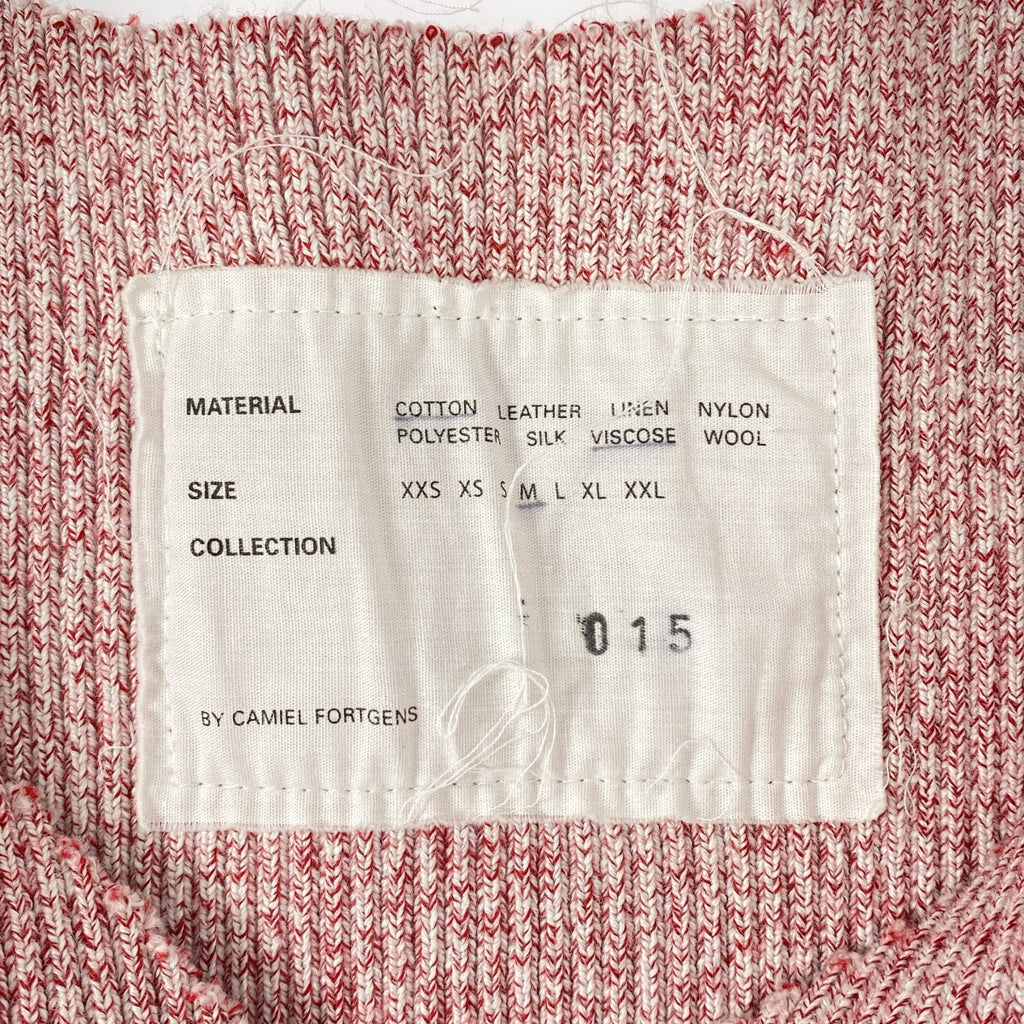 MATERIAL COTTON LEATHER LINEN NYLON
POLYESTER SILK VISCOSE WOOL
SIZE XXS XS S M L XL XXL
COLLECTION
015
BY CAMIEL FORTGENS